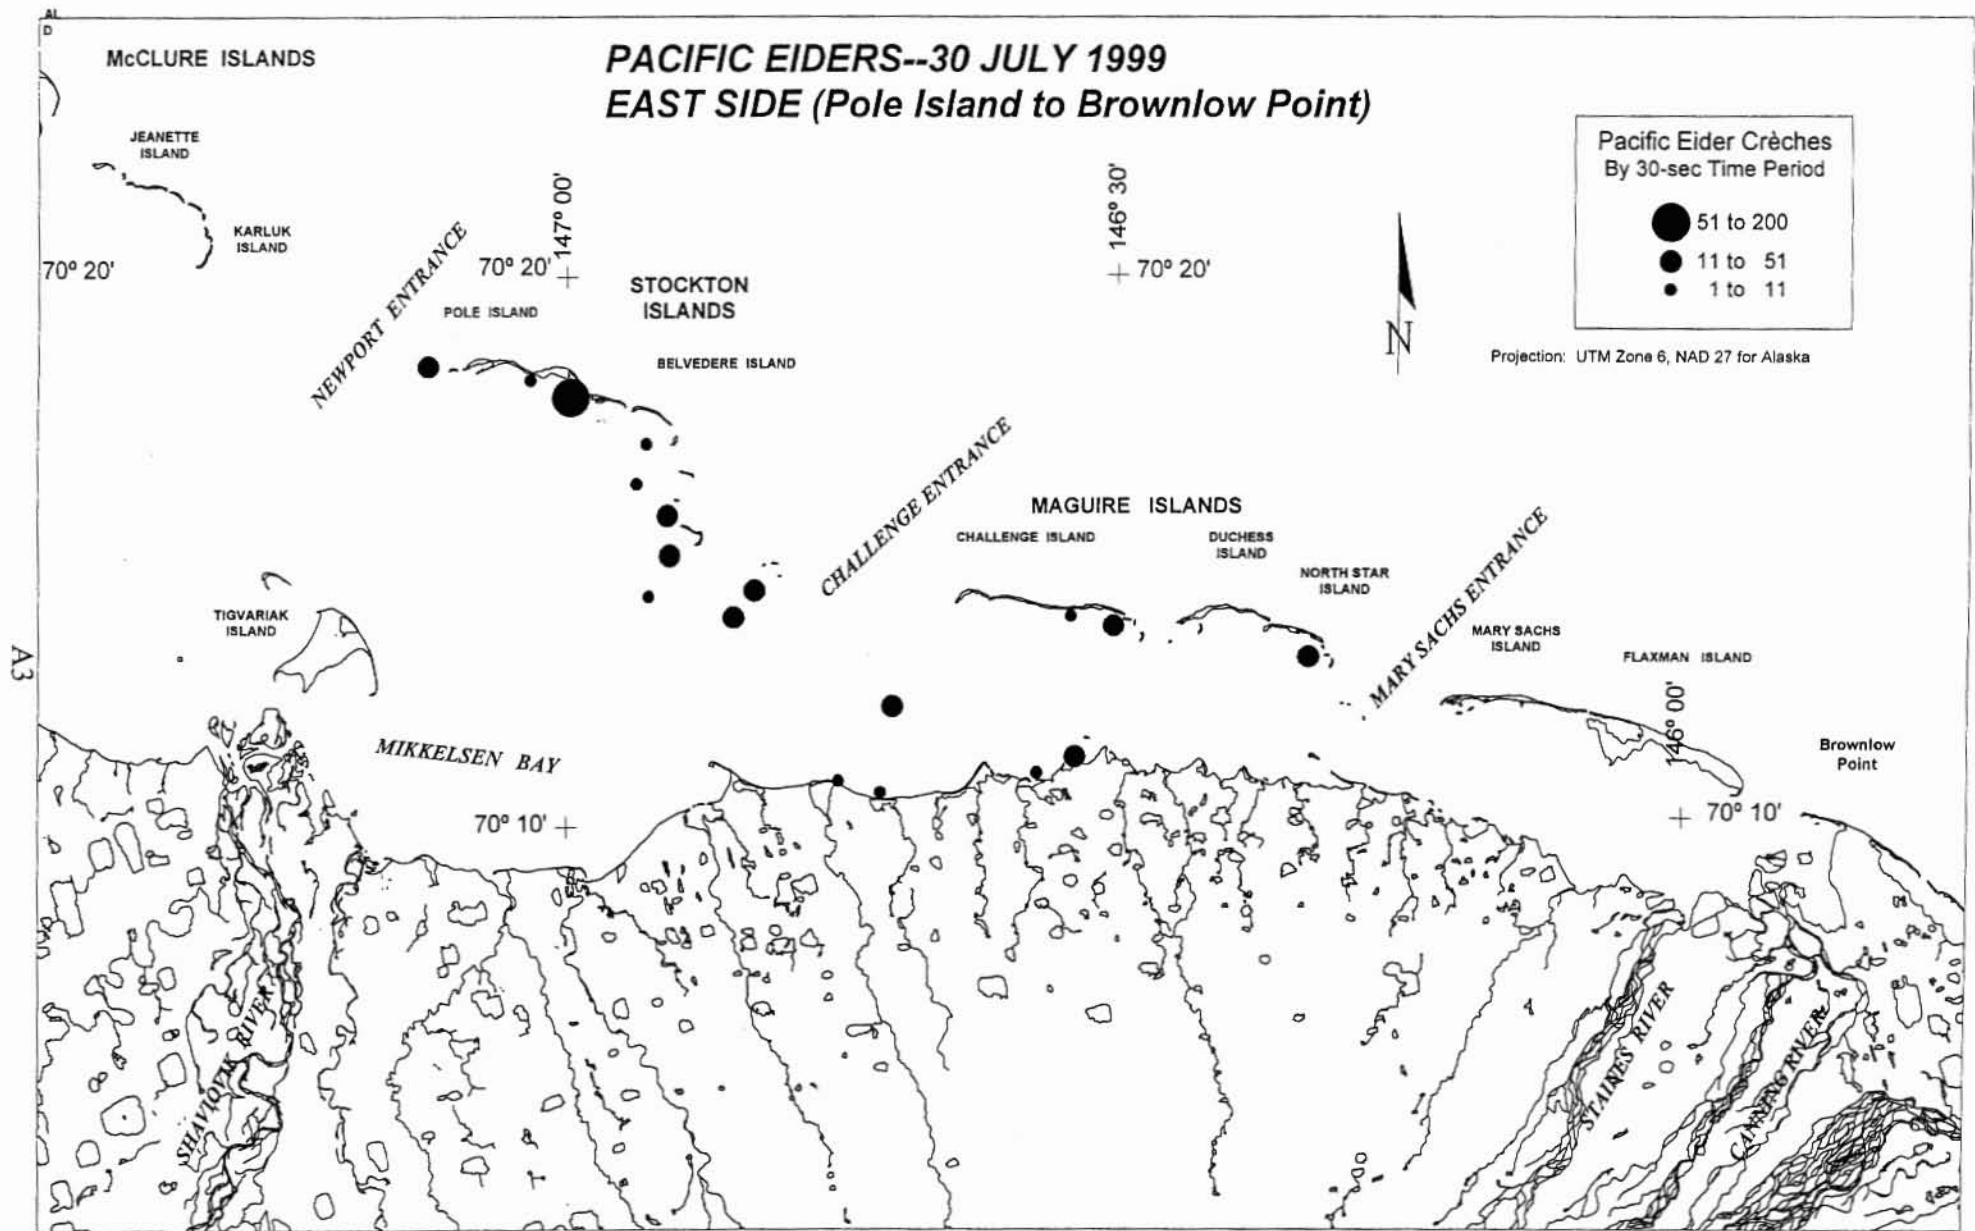 AL
D
McCLURE ISLANDS
PACIFIC EIDERS--30 JULY 1999
EAST SIDE (Pole Island to Brownlow Point)
Pacific Eider Crèches
By 30-sec Time Period
51 to 200
11 to 51
1 to 11
Projection: UTM Zone 6, NAD 27 for Alaska
JEANETTE
ISLAND
KARLUK
ISLAND
70° 20'
NEWPORT ENTRANCE
70° 20'
147° 00'
146° 30'
70° 20'
N
POLE ISLAND
STOCKTON
ISLANDS
BELVEDERE ISLAND
CHALLENGE ENTRANCE
MAGUIRE ISLANDS
CHALLENGE ISLAND
DUCHESS
ISLAND
NORTH STAR
ISLAND
MARY SACHS ENTRANCE
MARY SACHS
ISLAND
FLAXMAN ISLAND
146° 00'
Brownlow
Point
TIGVARIAK
ISLAND
A3
MIKKELSEN BAY
70° 10'
70° 10'
SHAVIOVIK RIVER
STAINES RIVER
CANNING RIVER